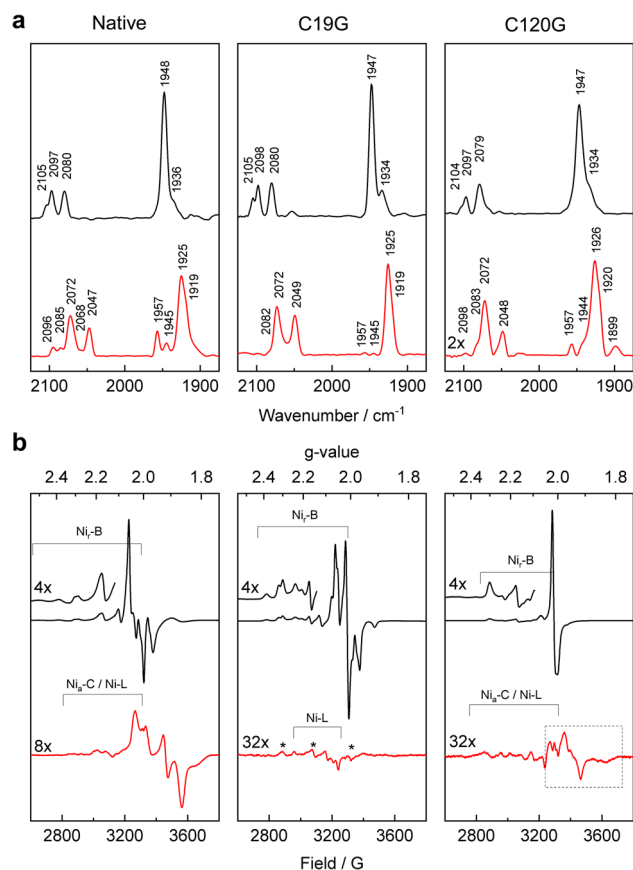 a
Native
C19G
C120G
2105
2097
2080
1948
1936
2096
2085
2072
2068
2047
1957
1945
1925
1919
2105
2098
2080
1947
1934
2082
2072
2049
1957
1945
1925
1919
2104
2097
2079
1947
1934
2098
2083
2072
2048
1957
1944
1926
1920
1899
2x
2100 2000 1900
2100 2000 1900
2100 2000 1900
Wavenumber / cm⁻¹
b
g-value
2.4 2.2 2.0 1.8
2.4 2.2 2.0 1.8
2.4 2.2 2.0 1.8
Niᵣ-B
4x
Niₐ-C / Ni-L
8x
Niᵣ-B
4x
Ni-L
32x
* * *
Niᵣ-B
4x
Niₐ-C / Ni-L
32x
2800 3200 3600
2800 3200 3600
2800 3200 3600
Field / G